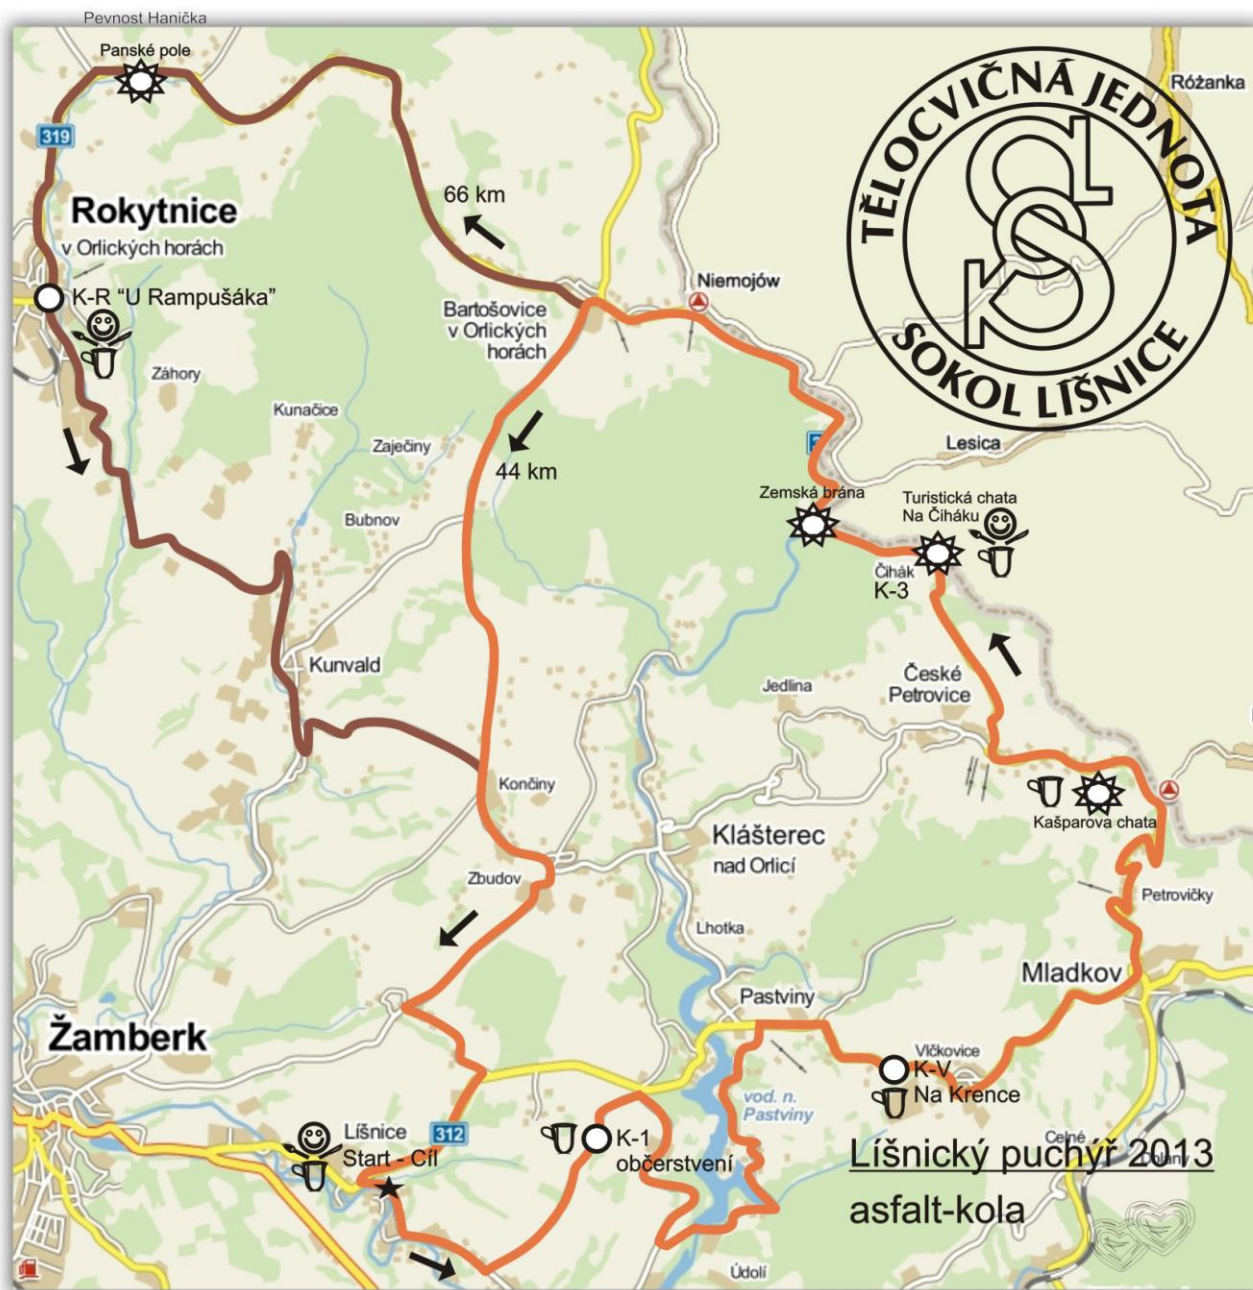 Pevnost Hanička
Panské pole
319
Rokytnice
v Orlických horách
K-R “U Rampušáka”
Záhory
Kunačice
Zaječiny
Bubnov
Kunvald
66 km
Bartošovice
v Orlických
horách
44 km
Niemojów
Różanka
TĚLOCVIČNÁ JEDNOTA
SOKOL LÍŠNICE
Lesica
Zemská brána
Turistická chata
Na Čiháku
Čihák
K-3
České
Petrovice
Jedlina
Kašparova chata
Petrovičky
Končiny
Klášterec
nad Orlicí
Zbudov
Lhotka
Mladkov
Pastviny
Žamberk
Vlčkovice
K-V
Na Krence
vod. n.
Pastviny
Líšnice
Start - Cíl
312
K-1
občerstvení
Celné
Líšnický puchýř 2013
asfalt-kola
Údolí